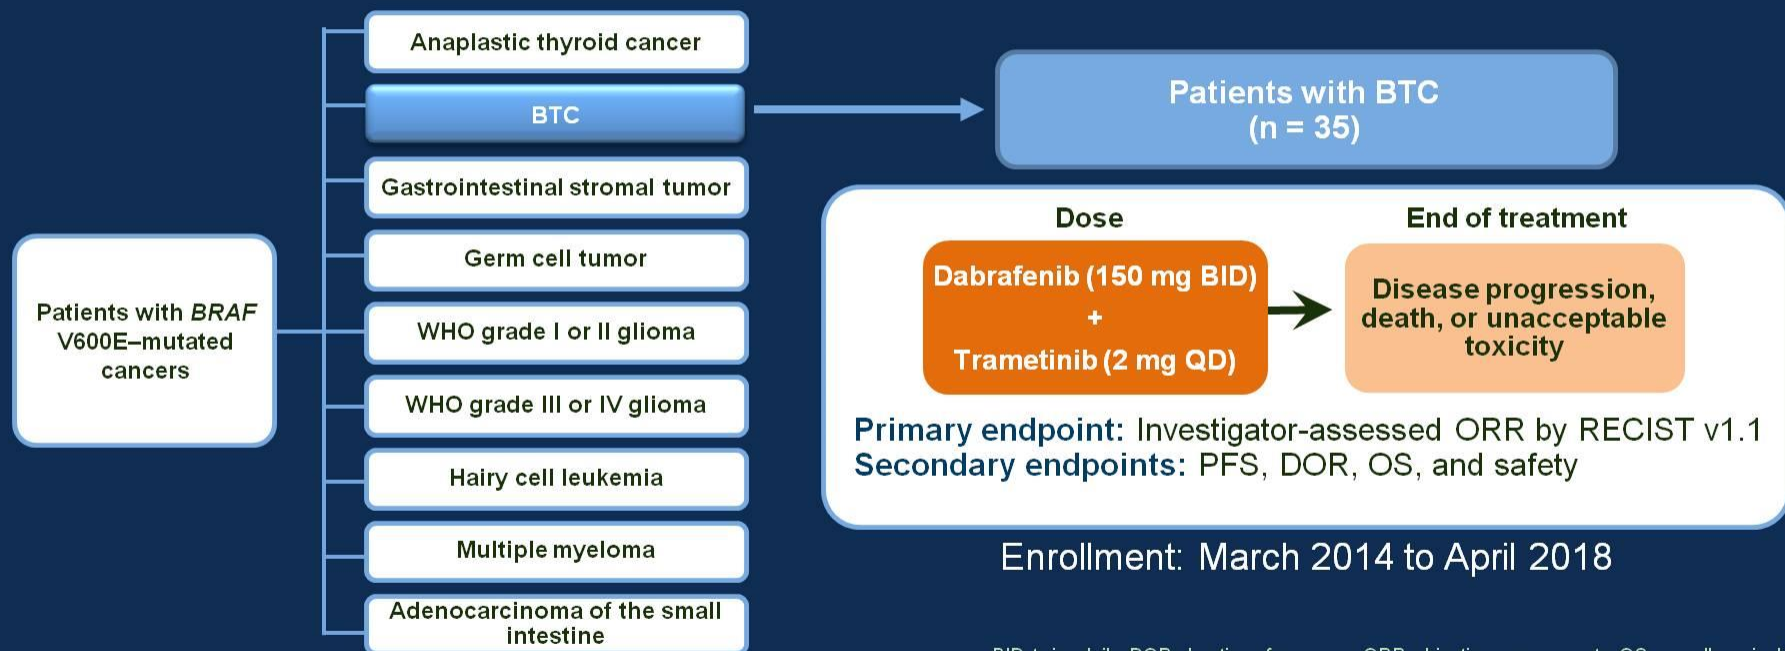 Patients with BRAF
V600E–mutated
cancers
Anaplastic thyroid cancer
BTC
Gastrointestinal stromal tumor
Germ cell tumor
WHO grade I or II glioma
WHO grade III or IV glioma
Hairy cell leukemia
Multiple myeloma
Adenocarcinoma of the small
intestine
Patients with BTC
(n = 35)
Dose
Dabrafenib (150 mg BID)
+
Trametinib (2 mg QD)
End of treatment
Disease progression,
death, or unacceptable
toxicity
Primary endpoint: Investigator-assessed ORR by RECIST v1.1
Secondary endpoints: PFS, DOR, OS, and safety
Enrollment: March 2014 to April 2018